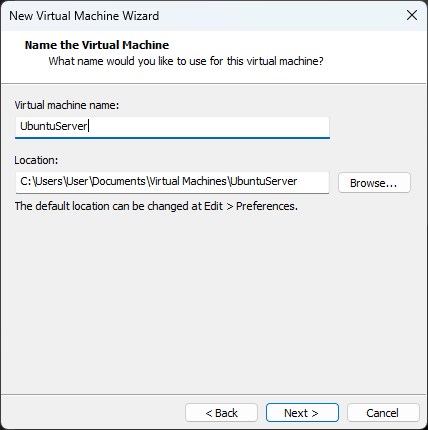 New Virtual Machine Wizard
Name the Virtual Machine
What name would you like to use for this virtual machine?
Virtual machine name:
UbuntuServer
Location:
C:\Users\User\Documents\Virtual Machines\UbuntuServer
Browse...
The default location can be changed at Edit > Preferences.
< Back
Next >
Cancel